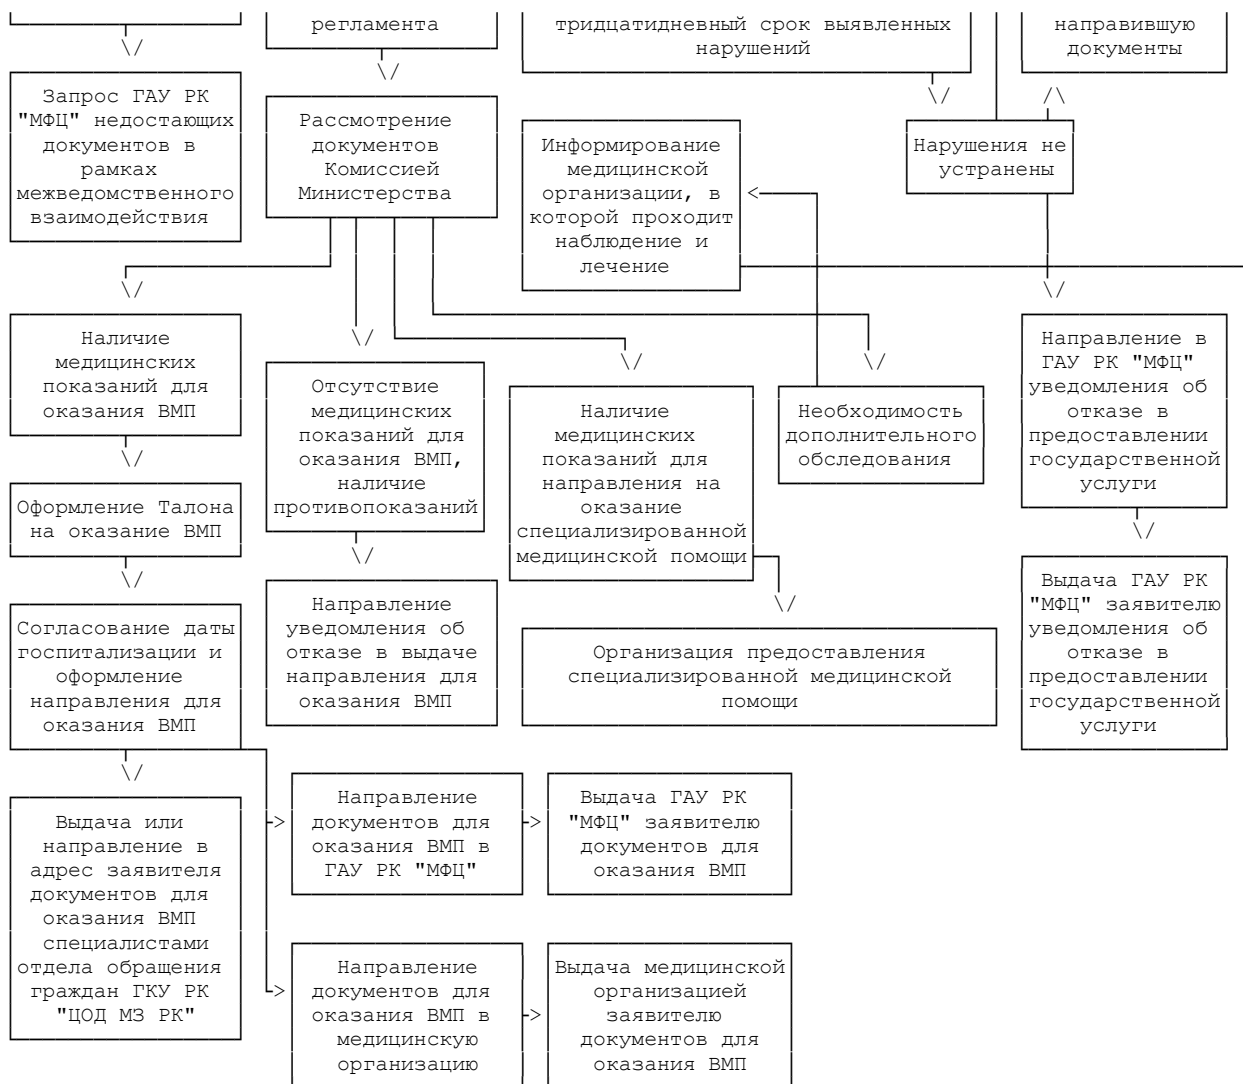 регламента
тридцатидневный срок выявленных
нарушений
направившую
документы
Запрос ГАУ РК
"МФЦ" недостающих
документов в
рамках
межведомственного
взаимодействия
Рассмотрение
документов
Комиссией
Министерства
Информирование
медицинской
организации, в
которой проходит
наблюдение и
лечение
Нарушения не
устранены
Наличие
медицинских
показаний для
оказания ВМП
Отсутствие
медицинских
показаний для
оказания ВМП,
наличие
противопоказаний
Наличие
медицинских
показаний для
направления на
оказание
специализированной
медицинской помощи
Необходимость
дополнительного
обследования
Направление в
ГАУ РК "МФЦ"
уведомления об
отказе в
предоставлении
государственной
услуги
Оформление Талона
на оказание ВМП
Согласование даты
госпитализации и
оформление
направления для
оказания ВМП
Направление
уведомления об
отказе в выдаче
направления для
оказания ВМП
Организация предоставления
специализированной медицинской
помощи
Выдача ГАУ РК
"МФЦ" заявителю
уведомления об
отказе в
предоставлении
государственной
услуги
Выдача или
направление в
адрес заявителя
документов для
оказания ВМП
специалистами
отдела обращения
граждан ГКУ РК
"ЦОД МЗ РК"
Направление
документов для
оказания ВМП в
ГАУ РК "МФЦ"
Выдача ГАУ РК
"МФЦ" заявителю
документов для
оказания ВМП
Направление
документов для
оказания ВМП в
медицинскую
организацию
Выдача медицинской
организацией
заявителю
документов для
оказания ВМП